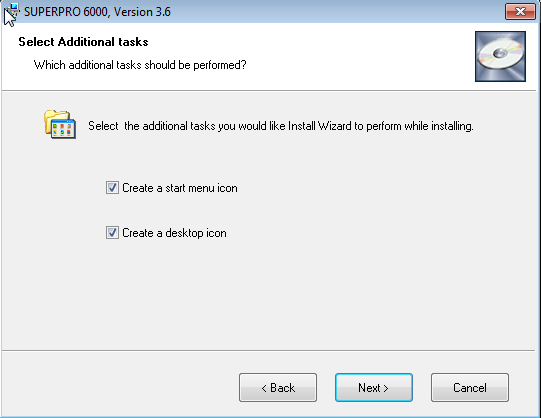 SUPERPRO 6000, Version 3.6
Select Additional tasks
Which additional tasks should be performed?
Select the additional tasks you would like Install Wizard to perform while installing.
Create a start menu icon
Create a desktop icon
< Back
Next >
Cancel